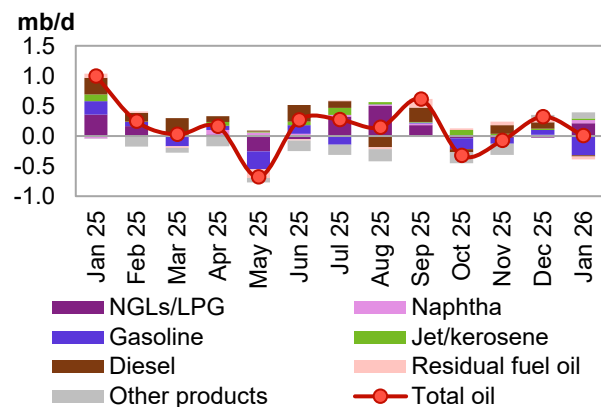 mb/d
1.5
1.0
0.5
0.0
-0.5
-1.0
Jan 25 Feb 25 Mar 25 Apr 25 May 25 Jun 25 Jul 25 Aug 25 Sep 25 Oct 25 Nov 25 Dec 25 Jan 26
NGLs/LPG Naphtha
Gasoline Jet/kerosene
Diesel Residual fuel oil
Other products Total oil